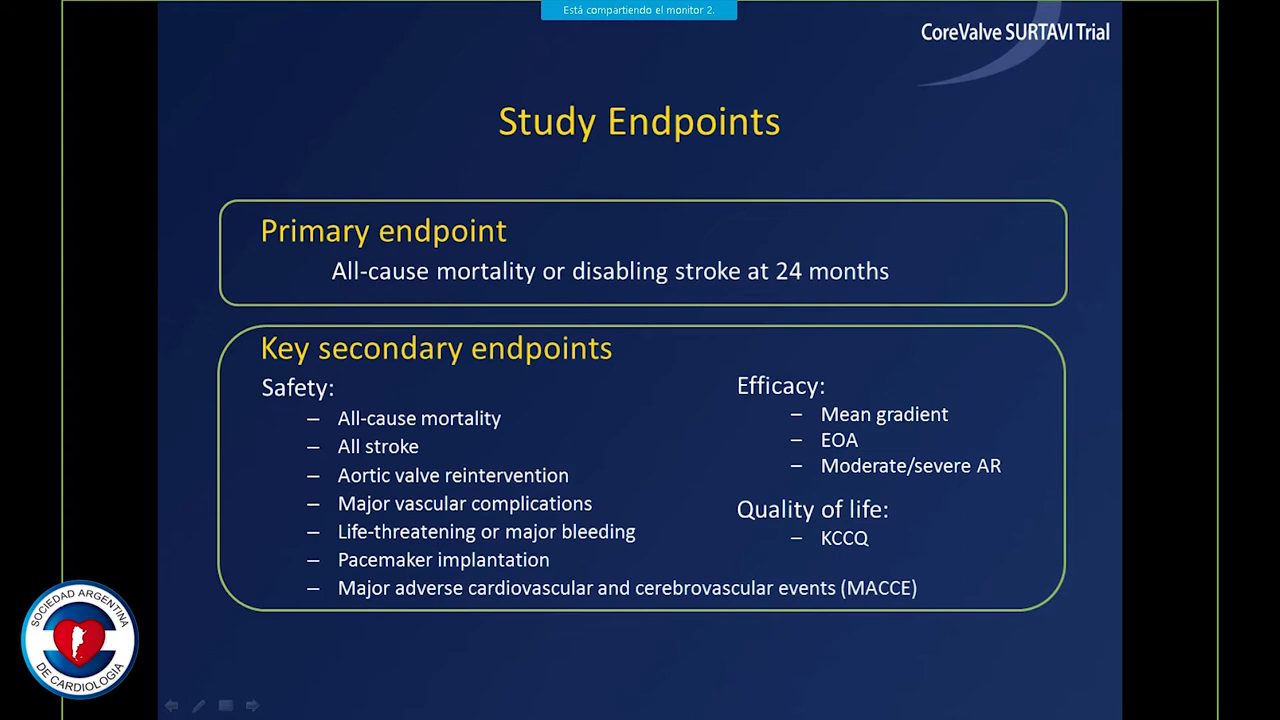 Está compartiendo el monitor 2.
CoreValve SURTAVI Trial
Study Endpoints
Primary endpoint
All-cause mortality or disabling stroke at 24 months
Key secondary endpoints
Safety:
– All-cause mortality
– All stroke
– Aortic valve reintervention
– Major vascular complications
– Life-threatening or major bleeding
– Pacemaker implantation
– Major adverse cardiovascular and cerebrovascular events (MACCE)
Efficacy:
– Mean gradient
– EOA
– Moderate/severe AR
Quality of life:
– KCCQ
SOCIEDAD ARGENTINA
DE CARDIOLOGIA